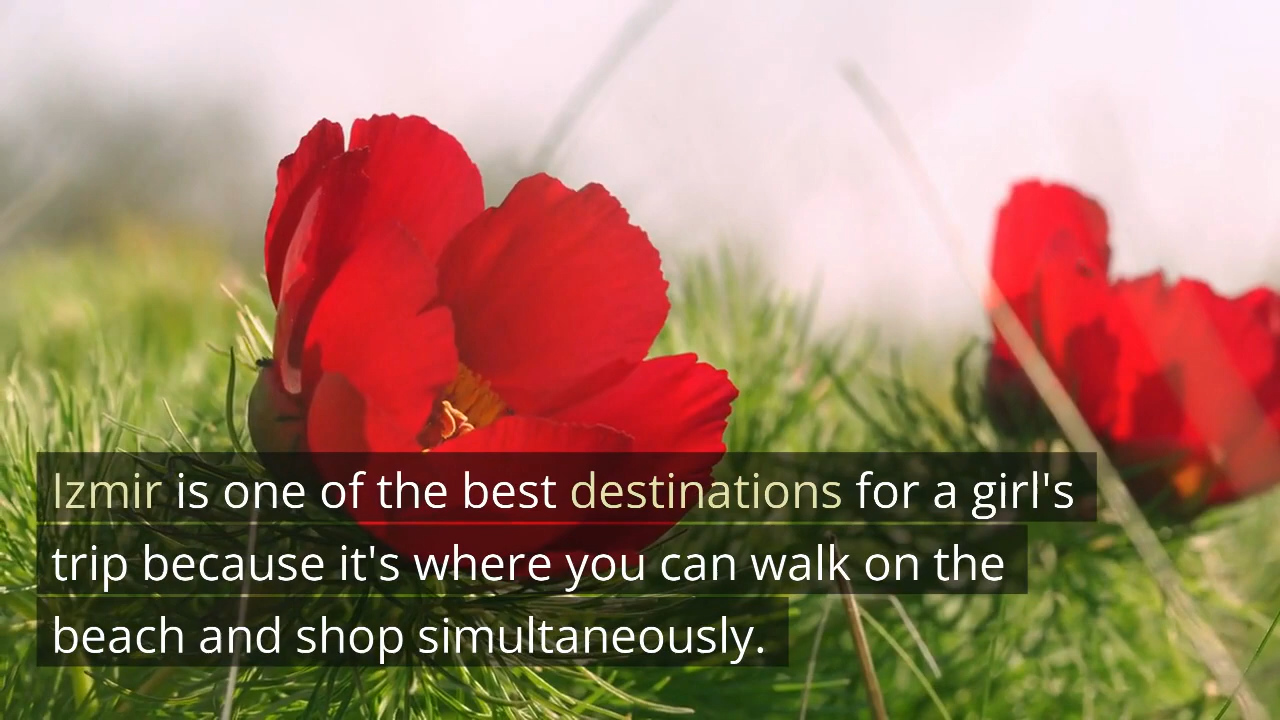 Izmir is one of the best destinations for a girl's
trip because it's where you can walk on the
beach and shop simultaneously.